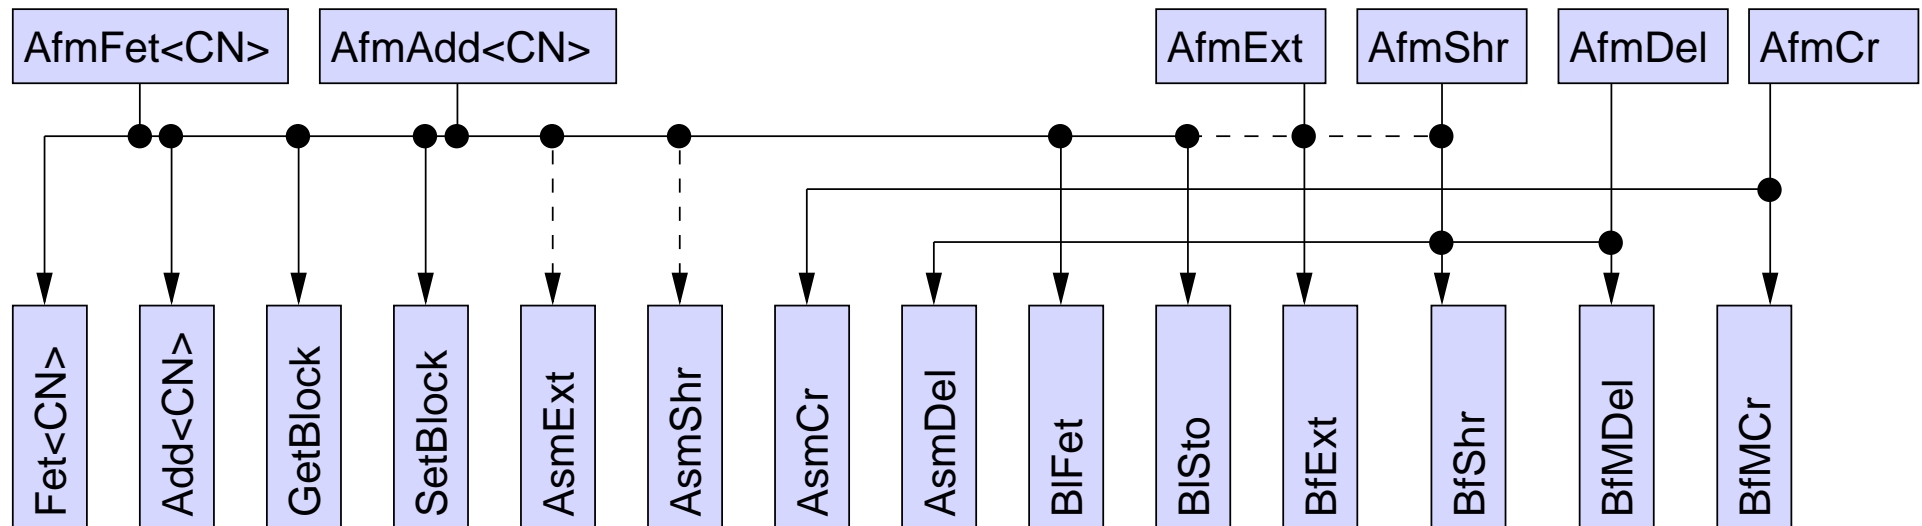 AfmFet<CN>
AfmAdd<CN>
AfmExt
AfmShr
AfmDel
AfmCr
Fet<CN>
Add<CN>
GetBlock
SetBlock
AsmExt
AsmShr
AsmCr
AsmDel
BlFet
BlSto
BfExt
BfShr
BfMDel
BfMCr